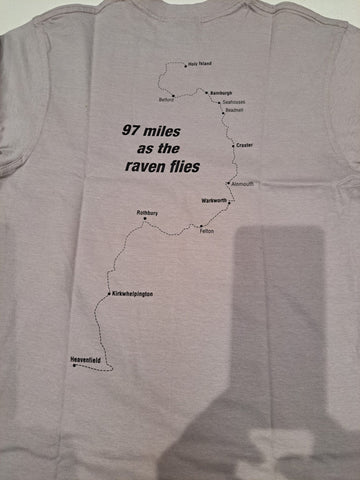 Holy Island
Belford
Bamburgh
Seahouses
Beadnell
97 miles
as the
raven flies
Craster
Alnmouth
Warkworth
Rothbury
Felton
Kirkwhelpington
Heavenfield